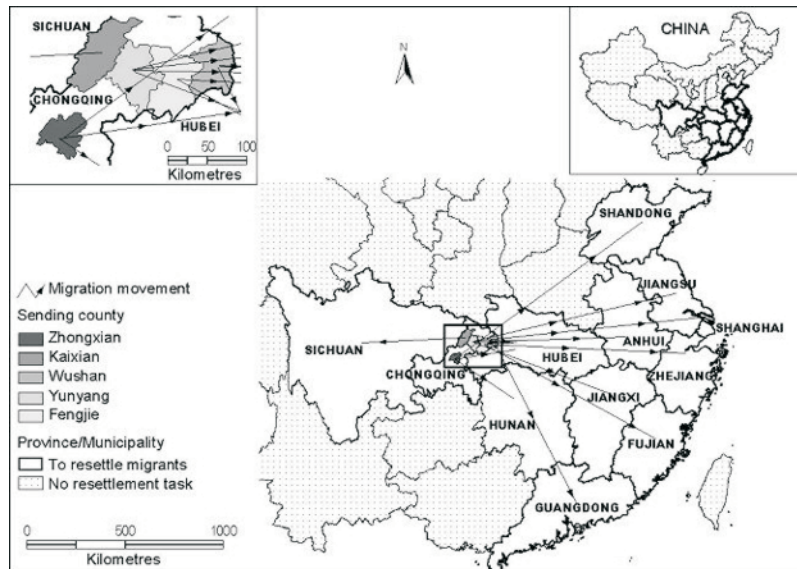 SICHUAN
CHONGQING
HUBEI
0 50 100
Kilometres
N
CHINA
Migration movement
Sending county
Zhongxian
Kaixian
Wushan
Yunyang
Fengjie
Province/Municipality
To resettle migrants
No resettlement task
0 500 1000
Kilometres
SHANDONG
JIANGSU
SHANGHAI
ANHUI
SICHUAN
HUBEI
CHONGQING
ZHEJIANG
JIANGXI
HUNAN
FUJIAN
GUANGDONG